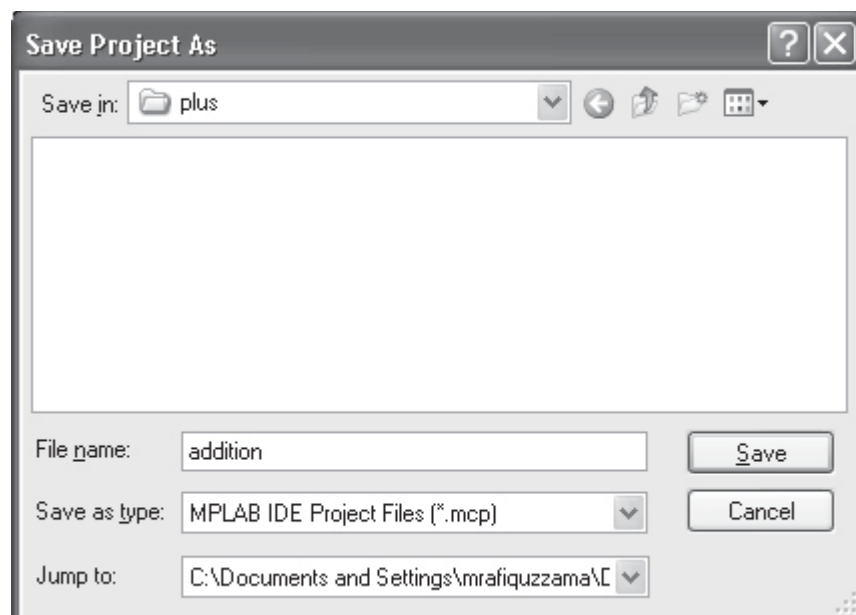 Save Project As
Save in: plus
File name: addition
Save
Save as type: MPLAB IDE Project Files (*.mcp)
Cancel
Jump to: C:\Documents and Settings\mrafiquzzama\D